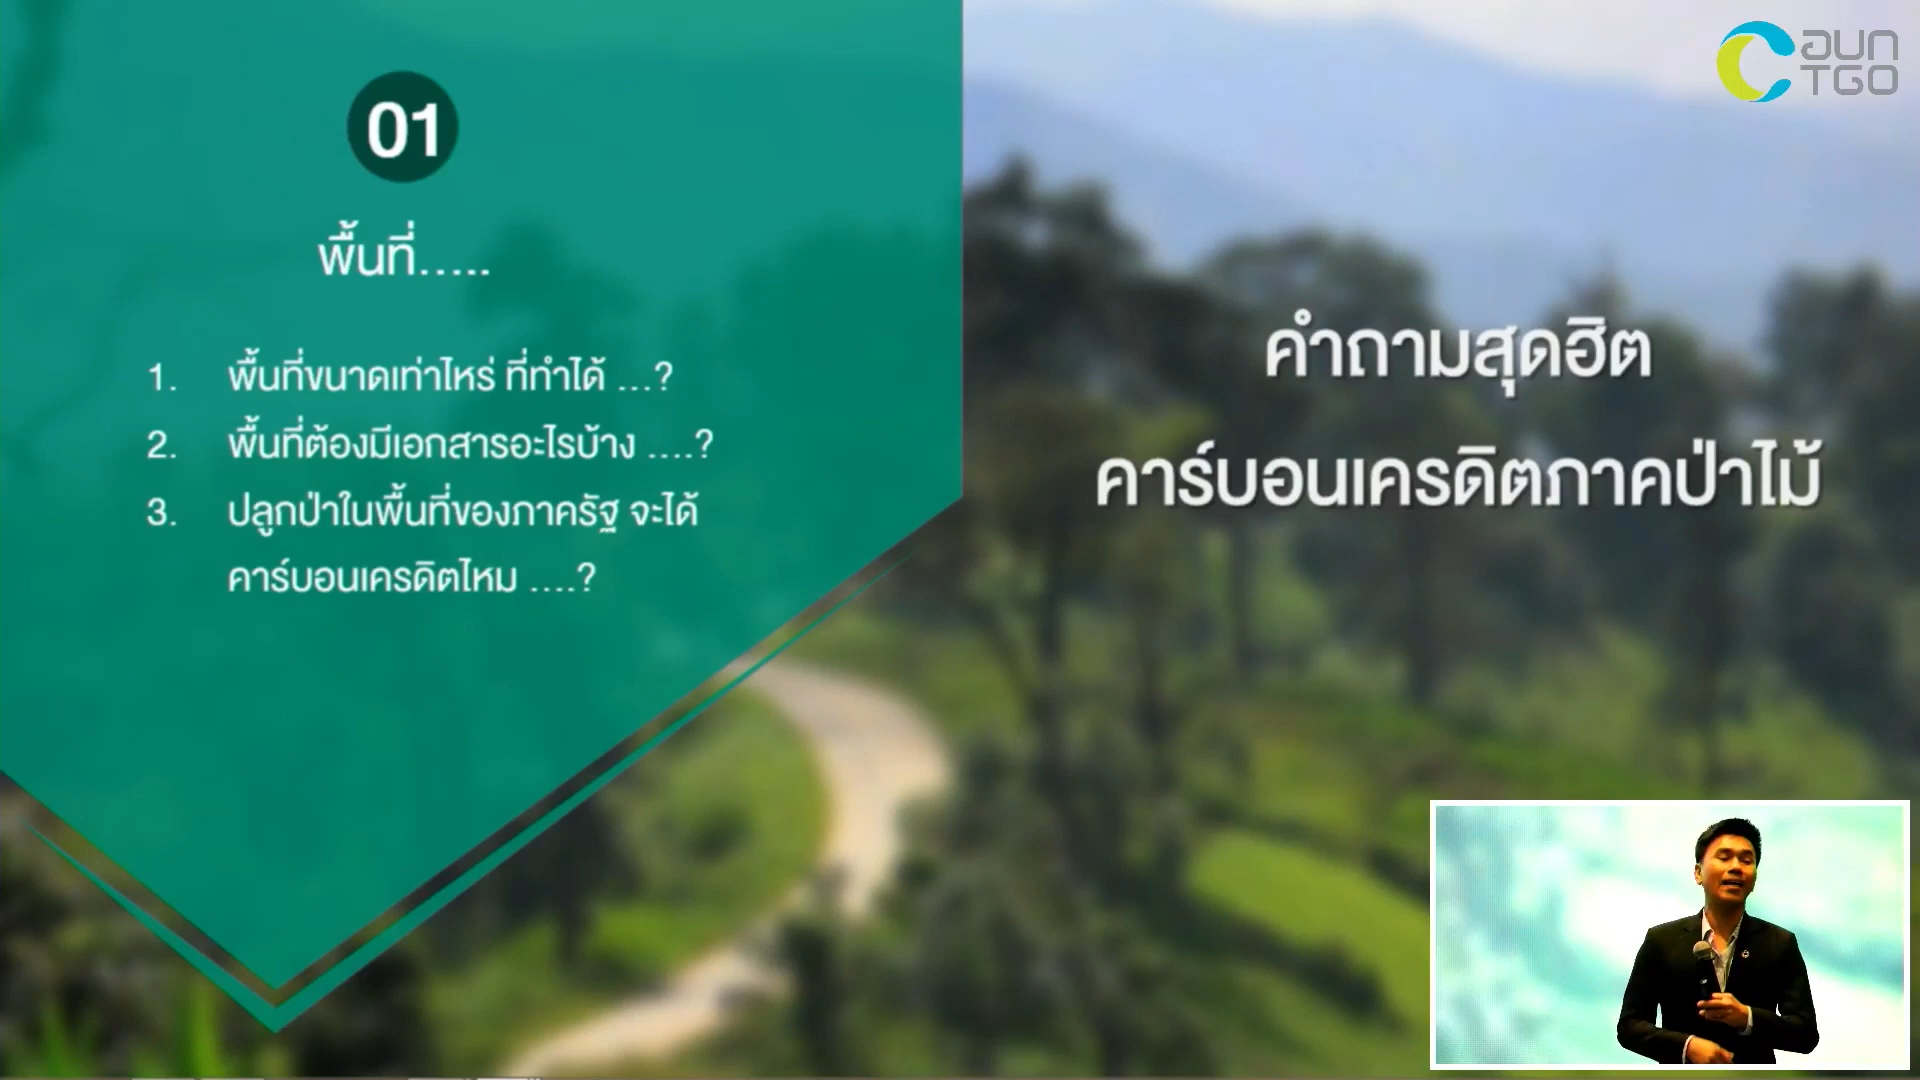 01
พื้นที่.....
1. พื้นที่ขนาดเท่าไหร่ ที่ทำได้ ...?
2. พื้นที่ต้องมีเอกสารอะไรบ้าง ....?
3. ปลูกป่าในพื้นที่ของภาครัฐ จะได้
คาร์บอนเครดิตไหม ....?
คำถามสุดฮิต
คาร์บอนเครดิตภาคป่าไม้
อบก
TGO